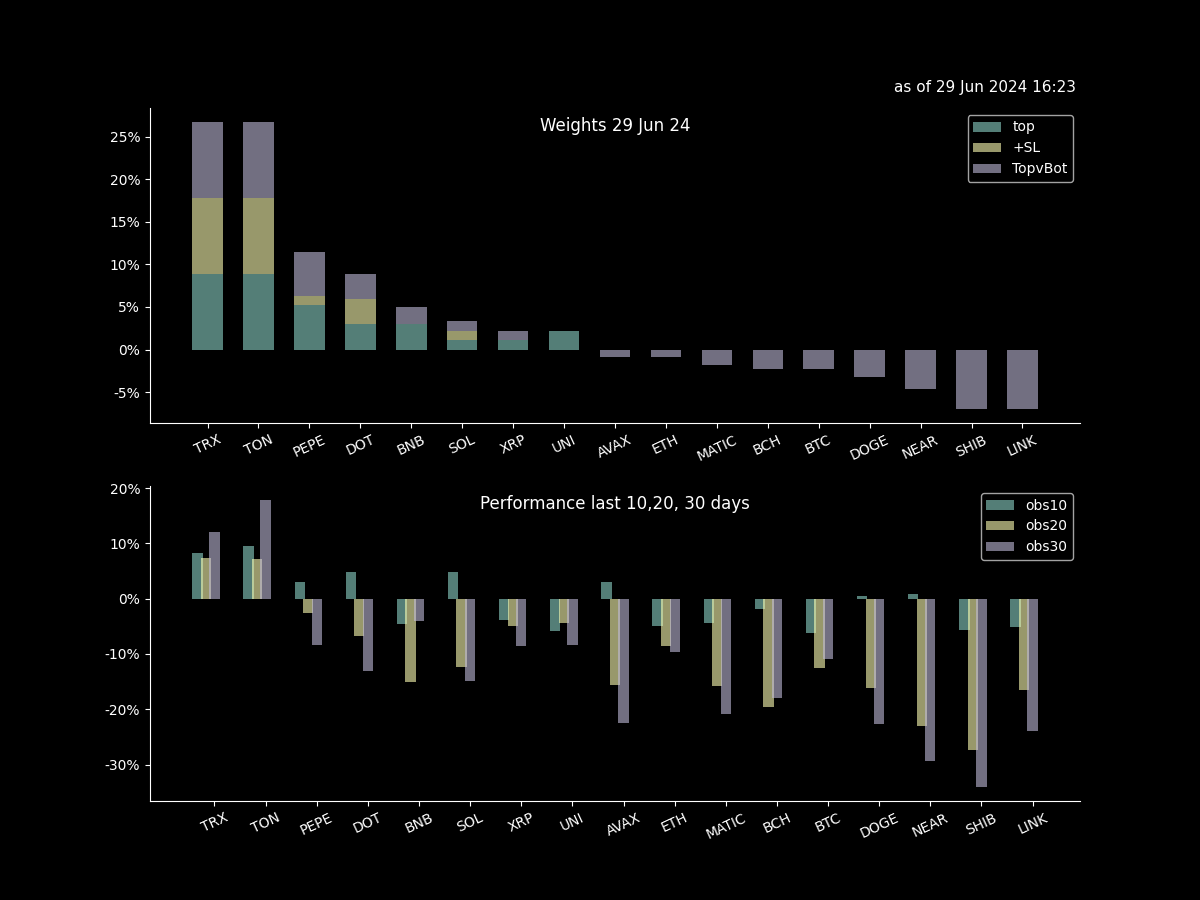 as of 29 Jun 2024 16:23
Weights 29 Jun 24
top
+SL
TopvBot
25%
20%
15%
10%
5%
0%
-5%
TRX TON PEPE DOT BNB SOL XRP UNI AVAX ETH MATIC BCH BTC DOGE NEAR SHIB LINK
Performance last 10,20, 30 days
obs10
obs20
obs30
20%
10%
0%
-10%
-20%
-30%
TRX TON PEPE DOT BNB SOL XRP UNI AVAX ETH MATIC BCH BTC DOGE NEAR SHIB LINK